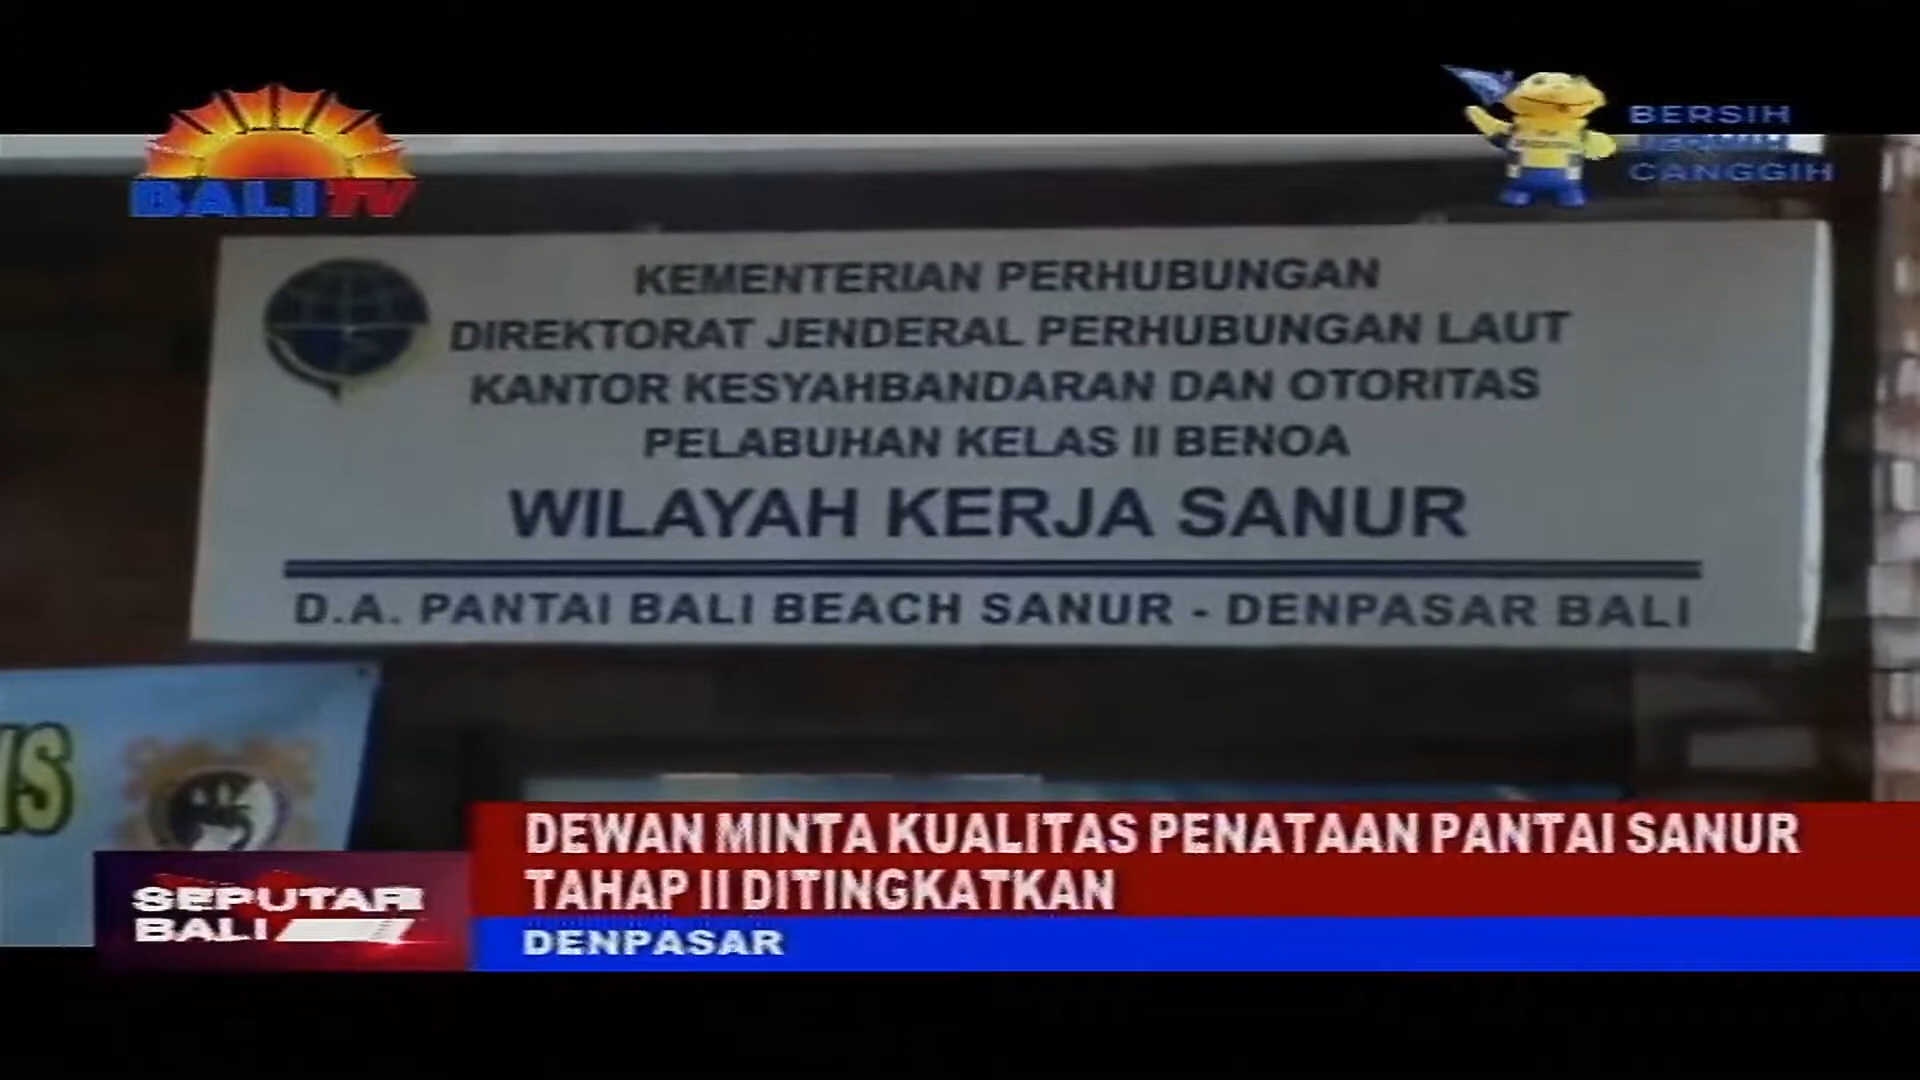 BALI TV
BERSIH
CANGGIH
KEMENTERIAN PERHUBUNGAN
DIREKTORAT JENDERAL PERHUBUNGAN LAUT
KANTOR KESYAHBANDARAN DAN OTORITAS
PELABUHAN KELAS II BENOA
WILAYAH KERJA SANUR
D.A. PANTAI BALI BEACH SANUR - DENPASAR BALI
DEWAN MINTA KUALITAS PENATAAN PANTAI SANUR
TAHAP II DITINGKATKAN
SEPUTAR
BALI
DENPASAR